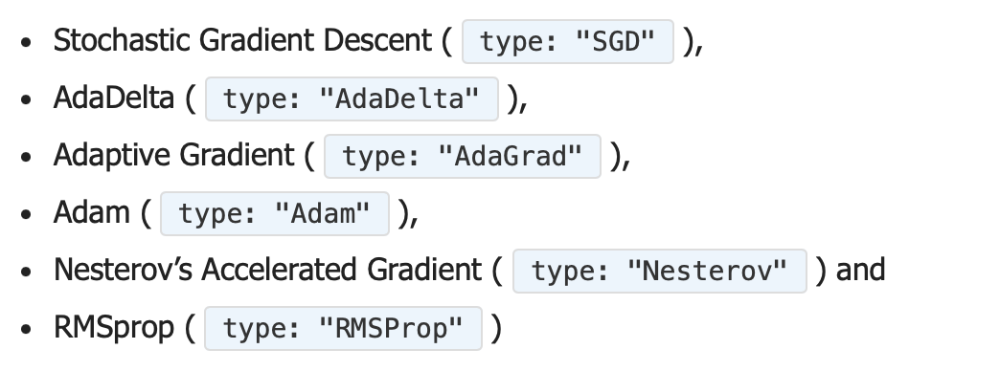 • Stochastic Gradient Descent ( type: "SGD" ),
• AdaDelta ( type: "AdaDelta" ),
• Adaptive Gradient ( type: "AdaGrad" ),
• Adam ( type: "Adam" ),
• Nesterov’s Accelerated Gradient ( type: "Nesterov" ) and
• RMSprop ( type: "RMSProp" )